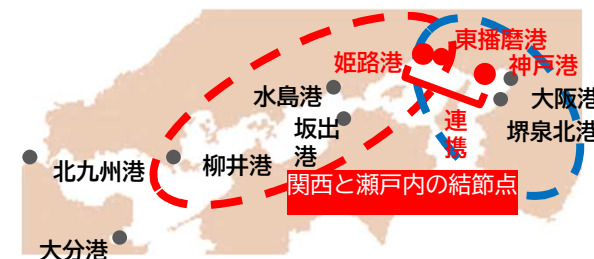 東播磨港
姫路港
神戸港
水島港
大阪港
坂出
港
連
携
堺泉北港
北九州港
柳井港
関西と瀬戸内の結節点
大分港